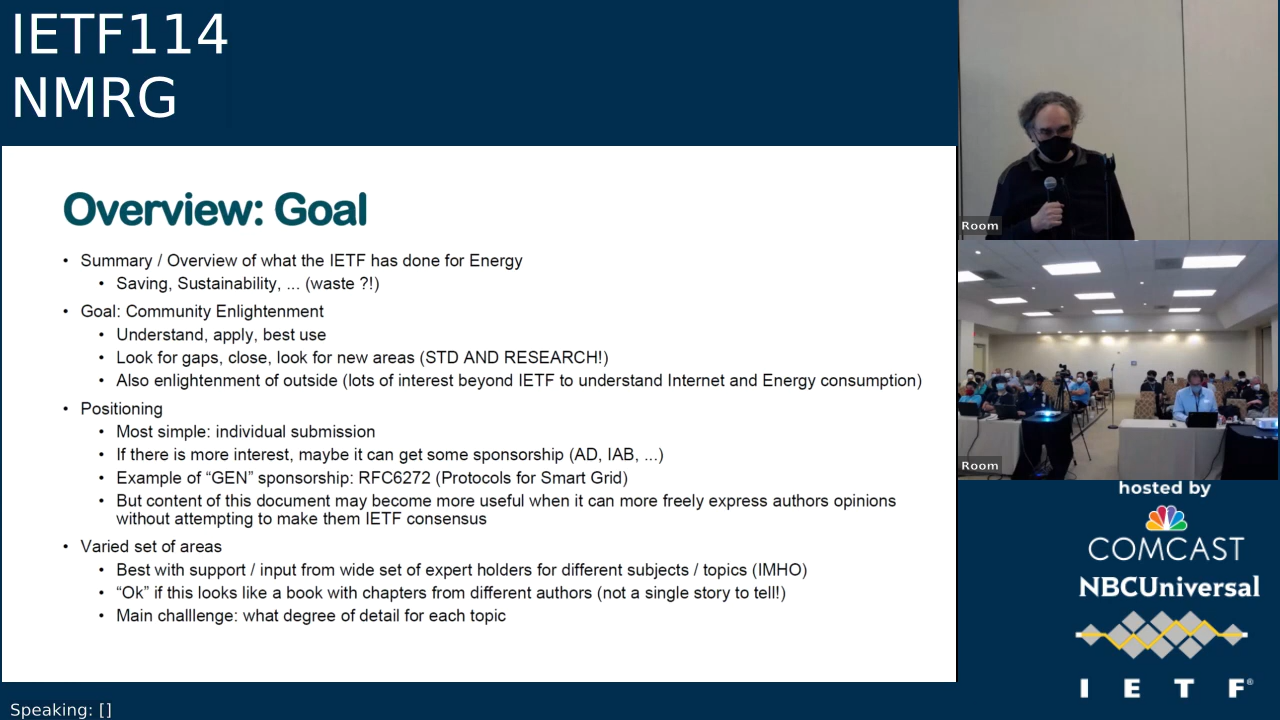 IETF114
NMRG
Overview: Goal
• Summary / Overview of what the IETF has done for Energy
• Saving, Sustainability, ... (waste ?!)
• Goal: Community Enlightenment
• Understand, apply, best use
• Look for gaps, close, look for new areas (STD AND RESEARCH!)
• Also enlightenment of outside (lots of interest beyond IETF to understand Internet and Energy consumption)
• Positioning
• Most simple: individual submission
• If there is more interest, maybe it can get some sponsorship (AD, IAB, ...)
• Example of “GEN” sponsorship: RFC6272 (Protocols for Smart Grid)
• But content of this document may become more useful when it can more freely express authors opinions
without attempting to make them IETF consensus
• Varied set of areas
• Best with support / input from wide set of expert holders for different subjects / topics (IMHO)
• “Ok” if this looks like a book with chapters from different authors (not a single story to tell!)
• Main challlenge: what degree of detail for each topic
Speaking: []
Room
Room
hosted by
COMCAST
NBCUniversal
I E T F®